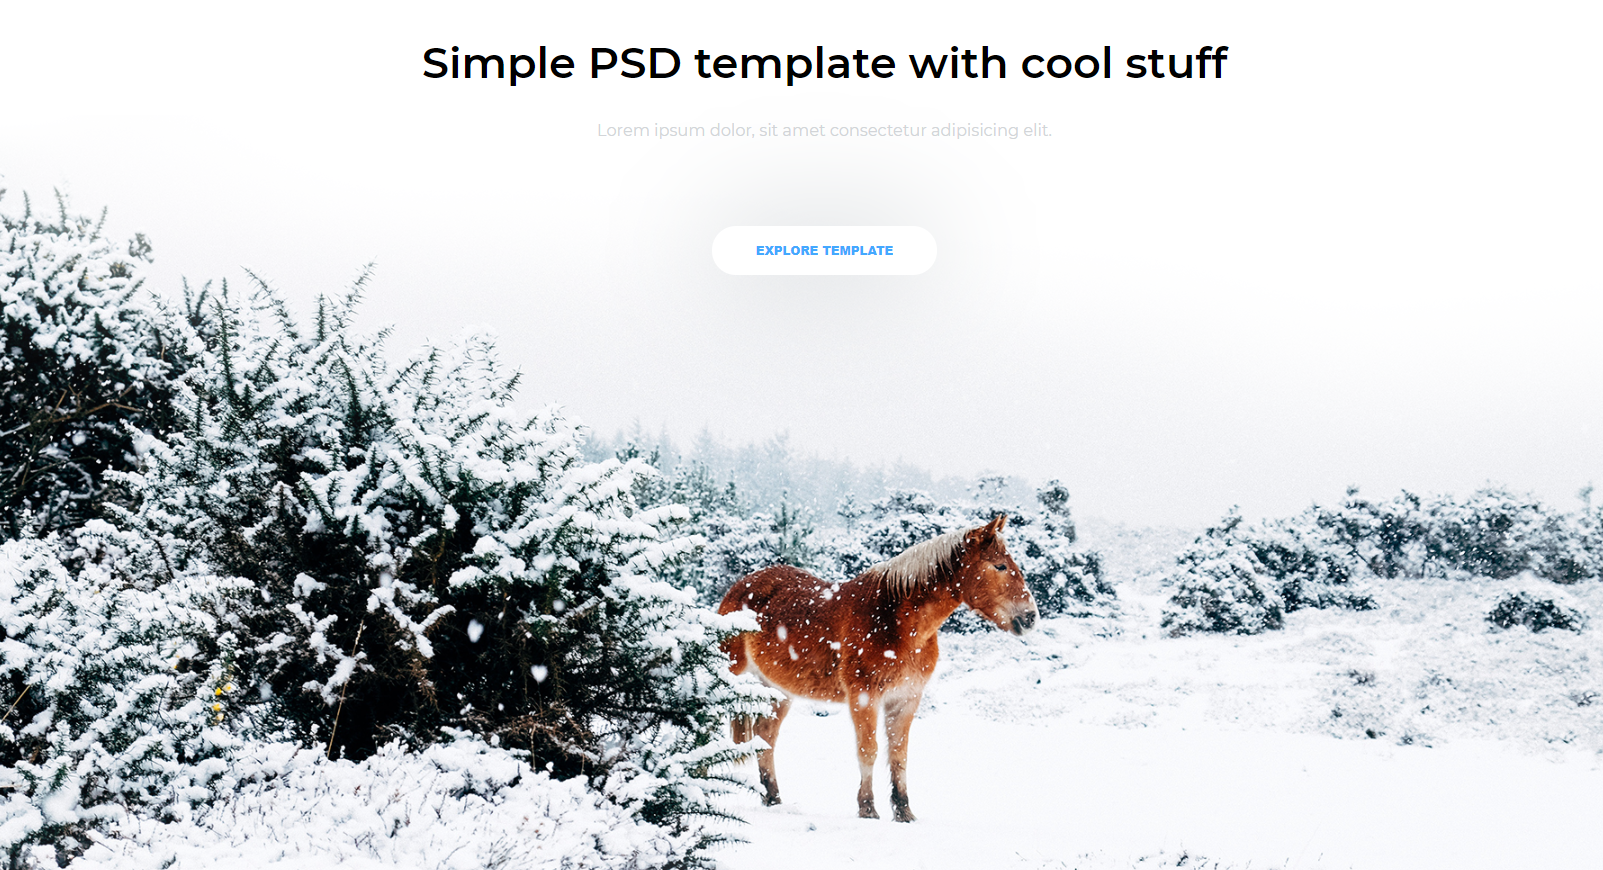 Simple PSD template with cool stuff
Lorem ipsum dolor, sit amet consectetur adipisicing elit.
EXPLORE TEMPLATE